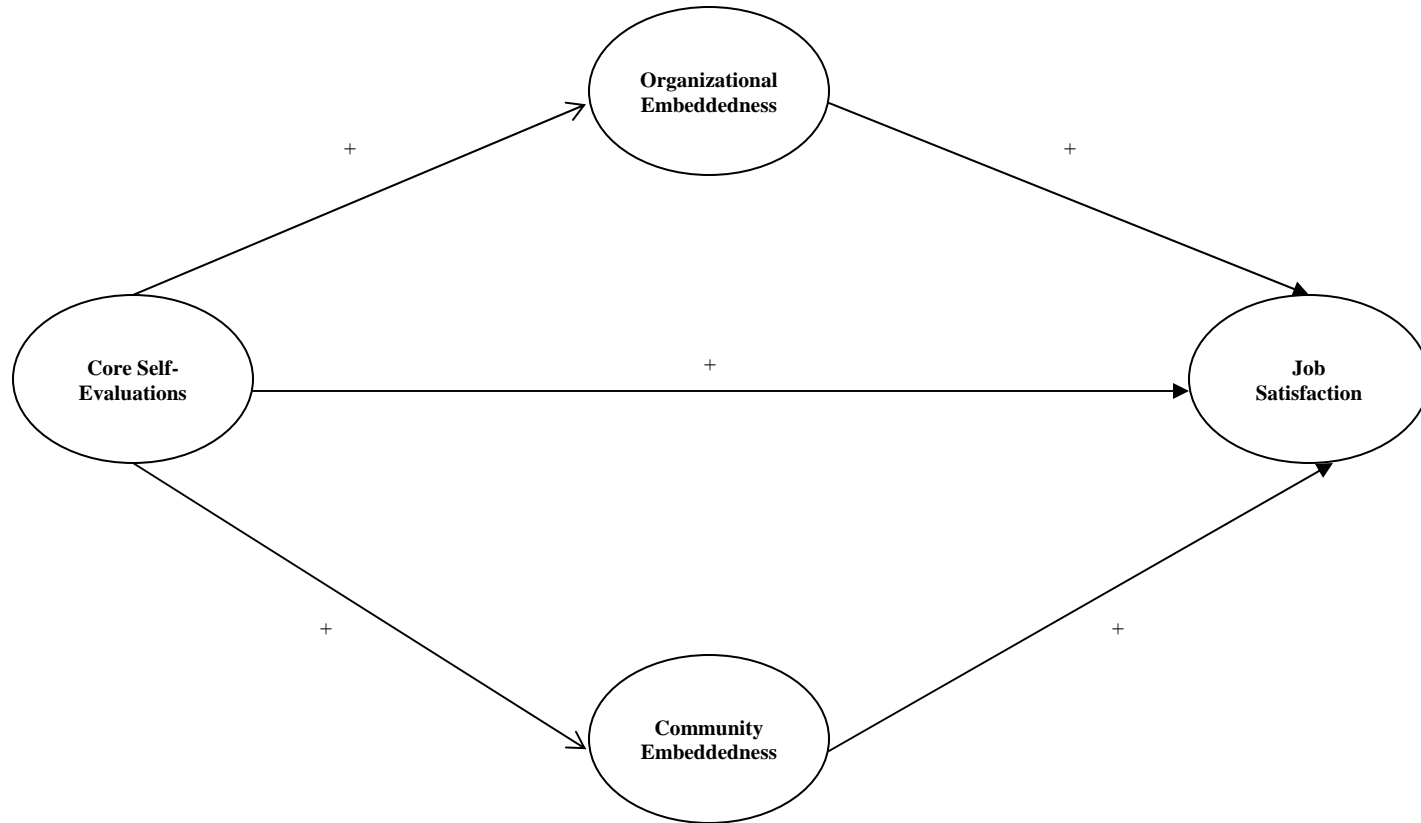 Organizational
Embeddedness
+
+
Core Self-
Evaluations
+
Job
Satisfaction
+
+
Community
Embeddedness